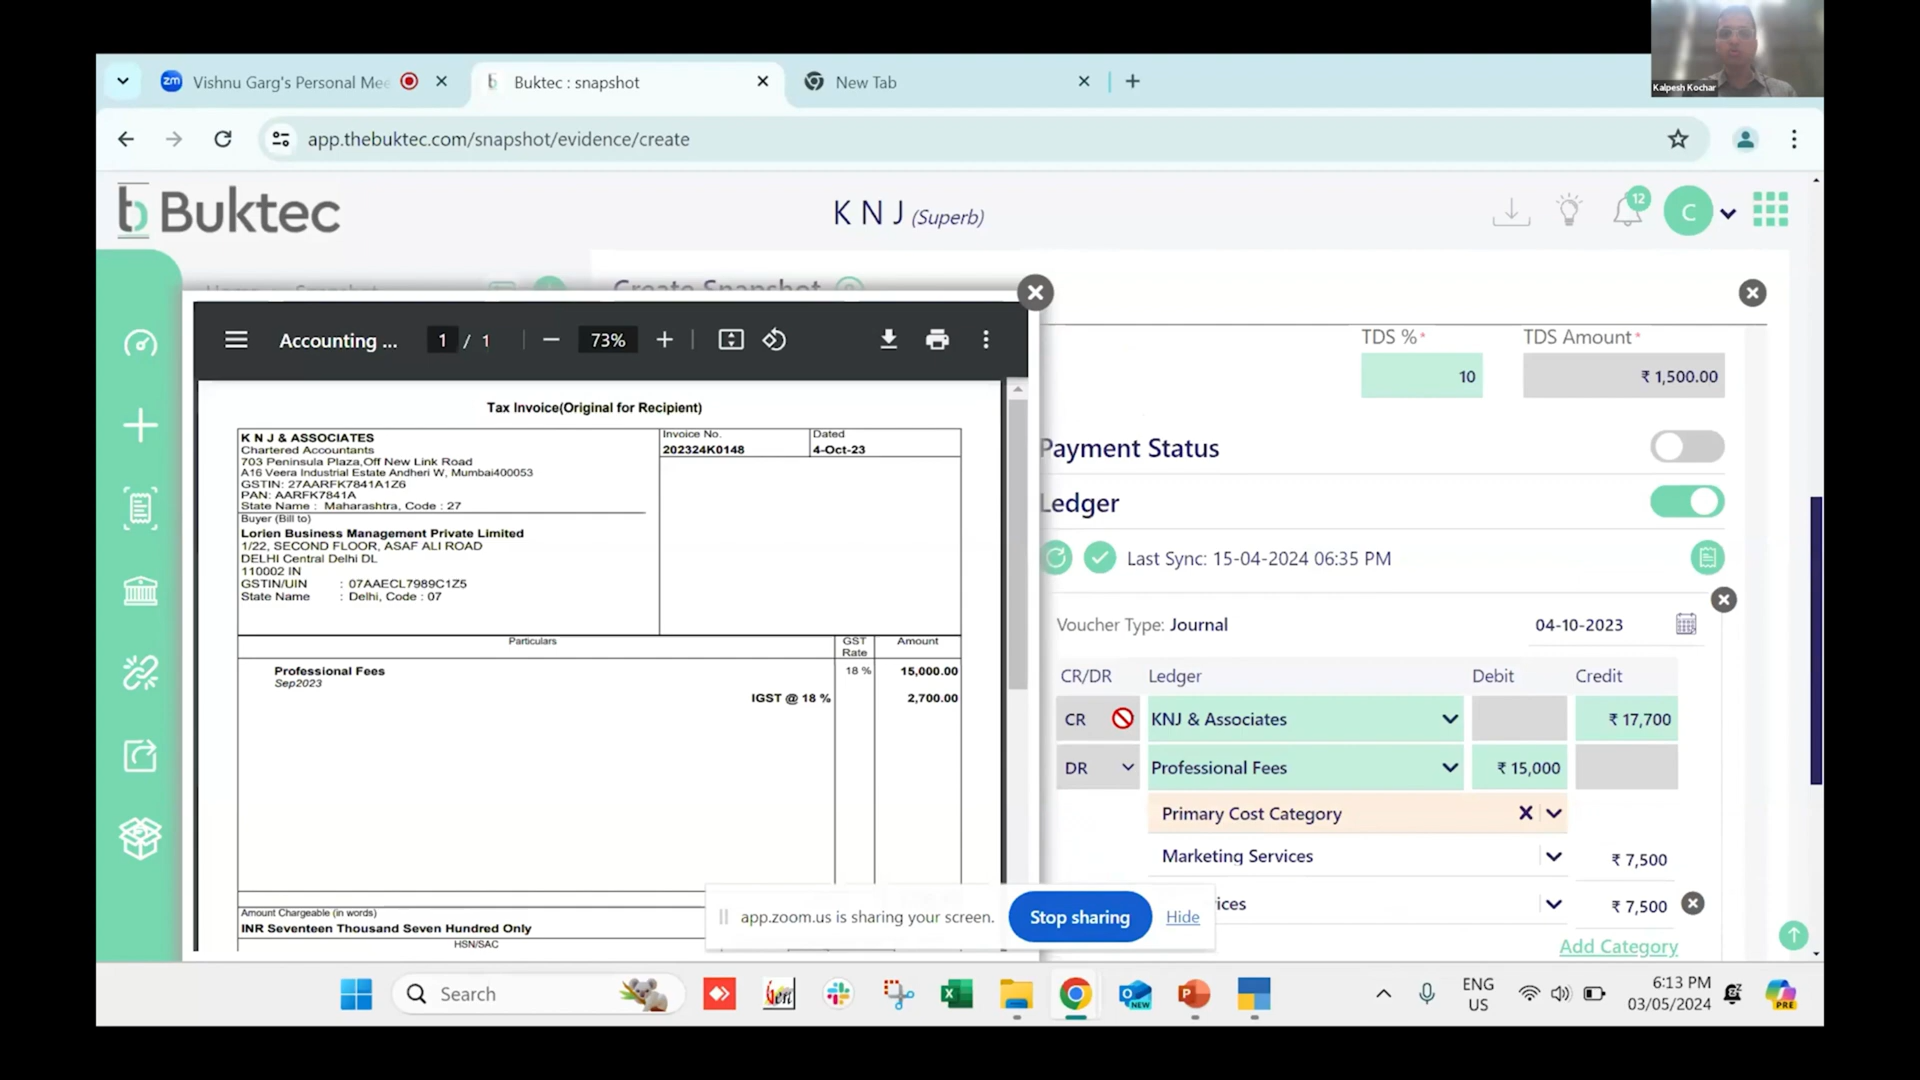 Kalpesh Kochar
Vishnu Garg's Personal Mee
Buktec : snapshot
New Tab
app.thebuktec.com/snapshot/evidence/create
Buktec
K N J (Superb)
12
C
Create Snapshot
Accounting ...
1 / 1
73%
Tax Invoice(Original for Recipient)
K N J & ASSOCIATES
Chartered Accountants
703 Peninsula Plaza,Off New Link Road
A16 Veera Industrial Estate Andheri W, Mumbai400053
GSTIN: 27AARFK7841A1Z6
PAN: AARFK7841A
State Name : Maharashtra, Code : 27
Invoice No.
202324K0148
Dated
4-Oct-23
Buyer (Bill to)
Lorien Business Management Private Limited
1/22, SECOND FLOOR, ASAF ALI ROAD
DELHI Central Delhi DL
110002 IN
GSTIN/UIN : 07AAECL7989C1Z5
State Name : Delhi, Code : 07
Particulars
GST Rate
Amount
Professional Fees
18 %
15,000.00
Sep2023
IGST @ 18 %
2,700.00
Amount Chargeable (in words)
INR Seventeen Thousand Seven Hundred Only
HSN/SAC
TDS %*
TDS Amount*
10
₹ 1,500.00
Payment Status
Ledger
Last Sync: 15-04-2024 06:35 PM
Voucher Type: Journal
04-10-2023
CR/DR
Ledger
Debit
Credit
CR
KNJ & Associates
₹ 17,700
DR
Professional Fees
₹ 15,000
Primary Cost Category
Marketing Services
₹ 7,500
ices
₹ 7,500
Add Category
app.zoom.us is sharing your screen.
Stop sharing
Hide
Search
ENG
US
6:13 PM
03/05/2024
PRE